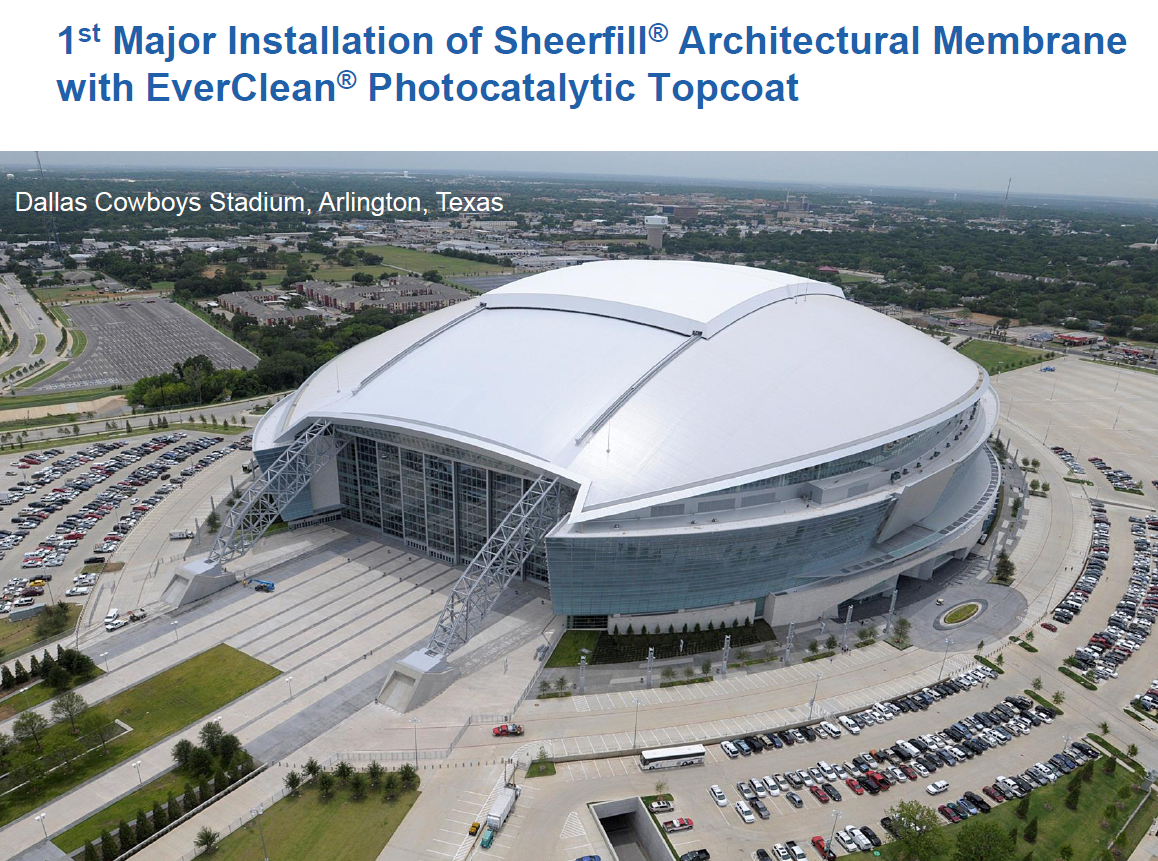 1st Major Installation of Sheerfill® Architectural Membrane
with EverClean® Photocatalytic Topcoat
Dallas Cowboys Stadium, Arlington, Texas